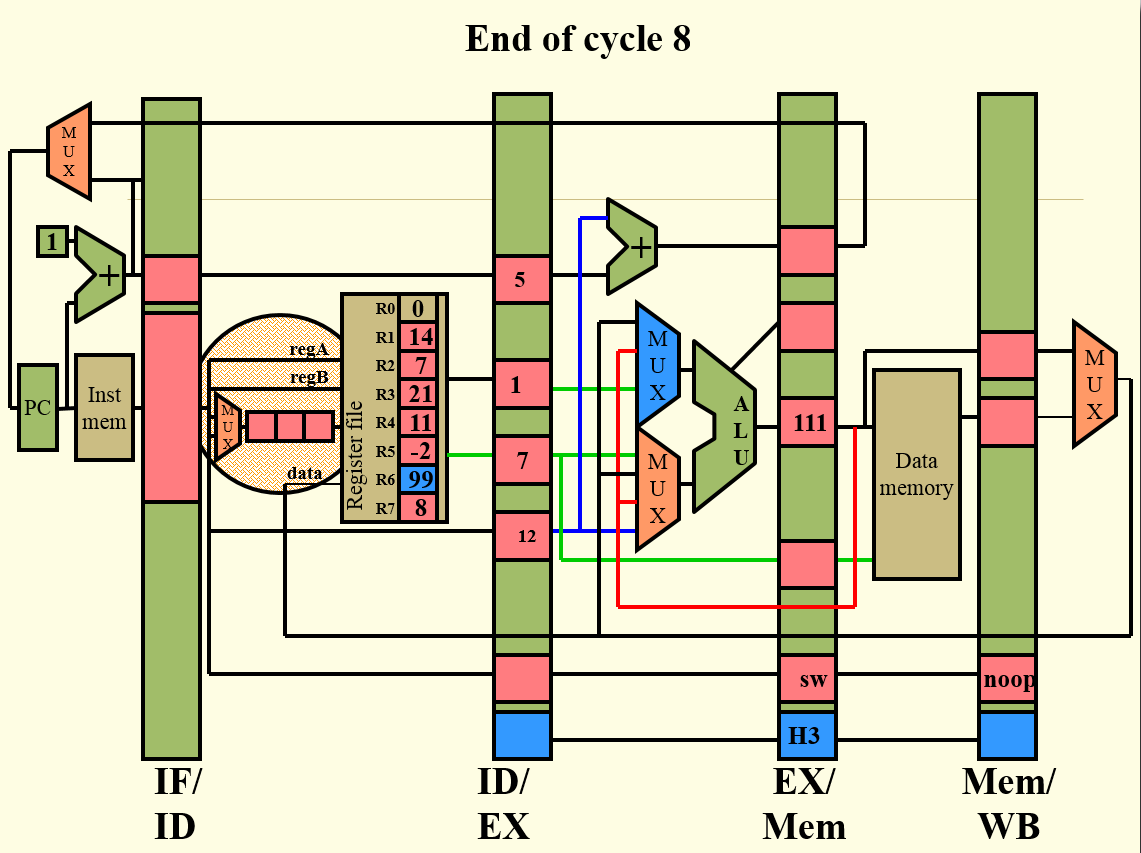 End of cycle 8
M
U
X
1
+
PC
Inst
mem
regA
regB
M
U
X
data
Register file
R0 0
R1 14
R2 7
R3 21
R4 11
R5 -2
R6 99
R7 8
5
1
7
12
+
M
U
X
M
U
X
A
L
U
111
Data
memory
M
U
X
sw
noop
H3
IF/
ID
ID/
EX
EX/
Mem
Mem/
WB